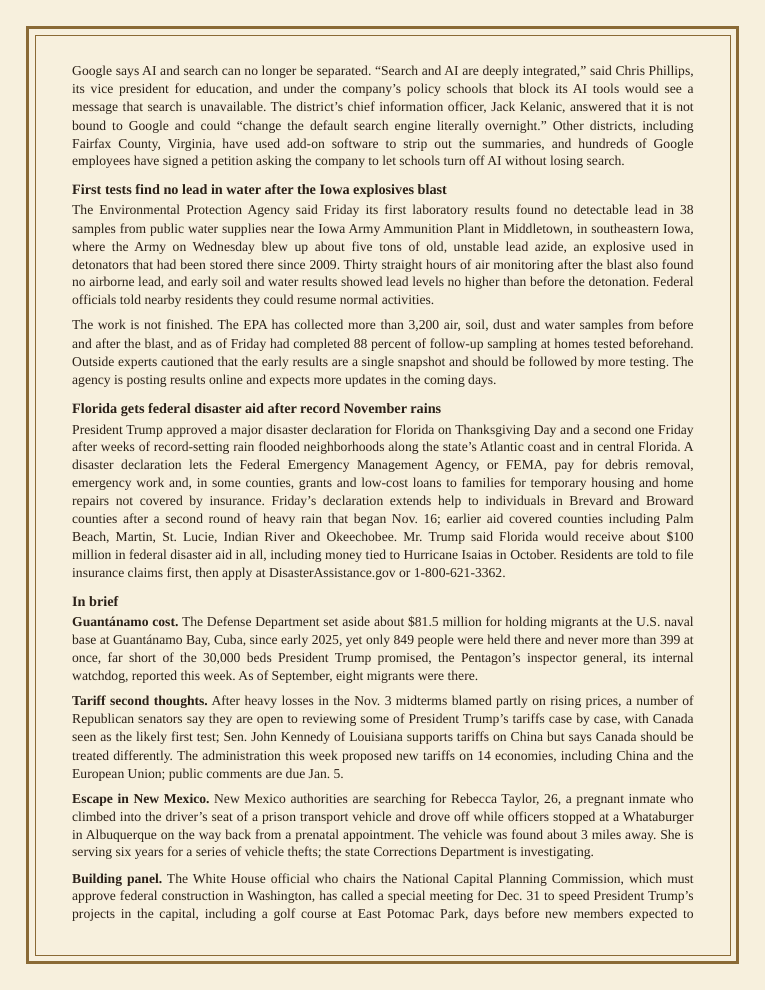 Google says AI and search can no longer be separated. “Search and AI are deeply integrated,” said Chris Phillips,
its vice president for education, and under the company’s policy schools that block its AI tools would see a
message that search is unavailable. The district’s chief information officer, Jack Kelanic, answered that it is not
bound to Google and could “change the default search engine literally overnight.” Other districts, including
Fairfax County, Virginia, have used add-on software to strip out the summaries, and hundreds of Google
employees have signed a petition asking the company to let schools turn off AI without losing search.
First tests find no lead in water after the Iowa explosives blast
The Environmental Protection Agency said Friday its first laboratory results found no detectable lead in 38
samples from public water supplies near the Iowa Army Ammunition Plant in Middletown, in southeastern Iowa,
where the Army on Wednesday blew up about five tons of old, unstable lead azide, an explosive used in
detonators that had been stored there since 2009. Thirty straight hours of air monitoring after the blast also found
no airborne lead, and early soil and water results showed lead levels no higher than before the detonation. Federal
officials told nearby residents they could resume normal activities.
The work is not finished. The EPA has collected more than 3,200 air, soil, dust and water samples from before
and after the blast, and as of Friday had completed 88 percent of follow-up sampling at homes tested beforehand.
Outside experts cautioned that the early results are a single snapshot and should be followed by more testing. The
agency is posting results online and expects more updates in the coming days.
Florida gets federal disaster aid after record November rains
President Trump approved a major disaster declaration for Florida on Thanksgiving Day and a second one Friday
after weeks of record-setting rain flooded neighborhoods along the state’s Atlantic coast and in central Florida. A
disaster declaration lets the Federal Emergency Management Agency, or FEMA, pay for debris removal,
emergency work and, in some counties, grants and low-cost loans to families for temporary housing and home
repairs not covered by insurance. Friday’s declaration extends help to individuals in Brevard and Broward
counties after a second round of heavy rain that began Nov. 16; earlier aid covered counties including Palm
Beach, Martin, St. Lucie, Indian River and Okeechobee. Mr. Trump said Florida would receive about $100
million in federal disaster aid in all, including money tied to Hurricane Isaias in October. Residents are told to file
insurance claims first, then apply at DisasterAssistance.gov or 1-800-621-3362.
In brief
Guantánamo cost. The Defense Department set aside about $81.5 million for holding migrants at the U.S. naval
base at Guantánamo Bay, Cuba, since early 2025, yet only 849 people were held there and never more than 399 at
once, far short of the 30,000 beds President Trump promised, the Pentagon’s inspector general, its internal
watchdog, reported this week. As of September, eight migrants were there.
Tariff second thoughts. After heavy losses in the Nov. 3 midterms blamed partly on rising prices, a number of
Republican senators say they are open to reviewing some of President Trump’s tariffs case by case, with Canada
seen as the likely first test; Sen. John Kennedy of Louisiana supports tariffs on China but says Canada should be
treated differently. The administration this week proposed new tariffs on 14 economies, including China and the
European Union; public comments are due Jan. 5.
Escape in New Mexico. New Mexico authorities are searching for Rebecca Taylor, 26, a pregnant inmate who
climbed into the driver’s seat of a prison transport vehicle and drove off while officers stopped at a Whataburger
in Albuquerque on the way back from a prenatal appointment. The vehicle was found about 3 miles away. She is
serving six years for a series of vehicle thefts; the state Corrections Department is investigating.
Building panel. The White House official who chairs the National Capital Planning Commission, which must
approve federal construction in Washington, has called a special meeting for Dec. 31 to speed President Trump’s
projects in the capital, including a golf course at East Potomac Park, days before new members expected to